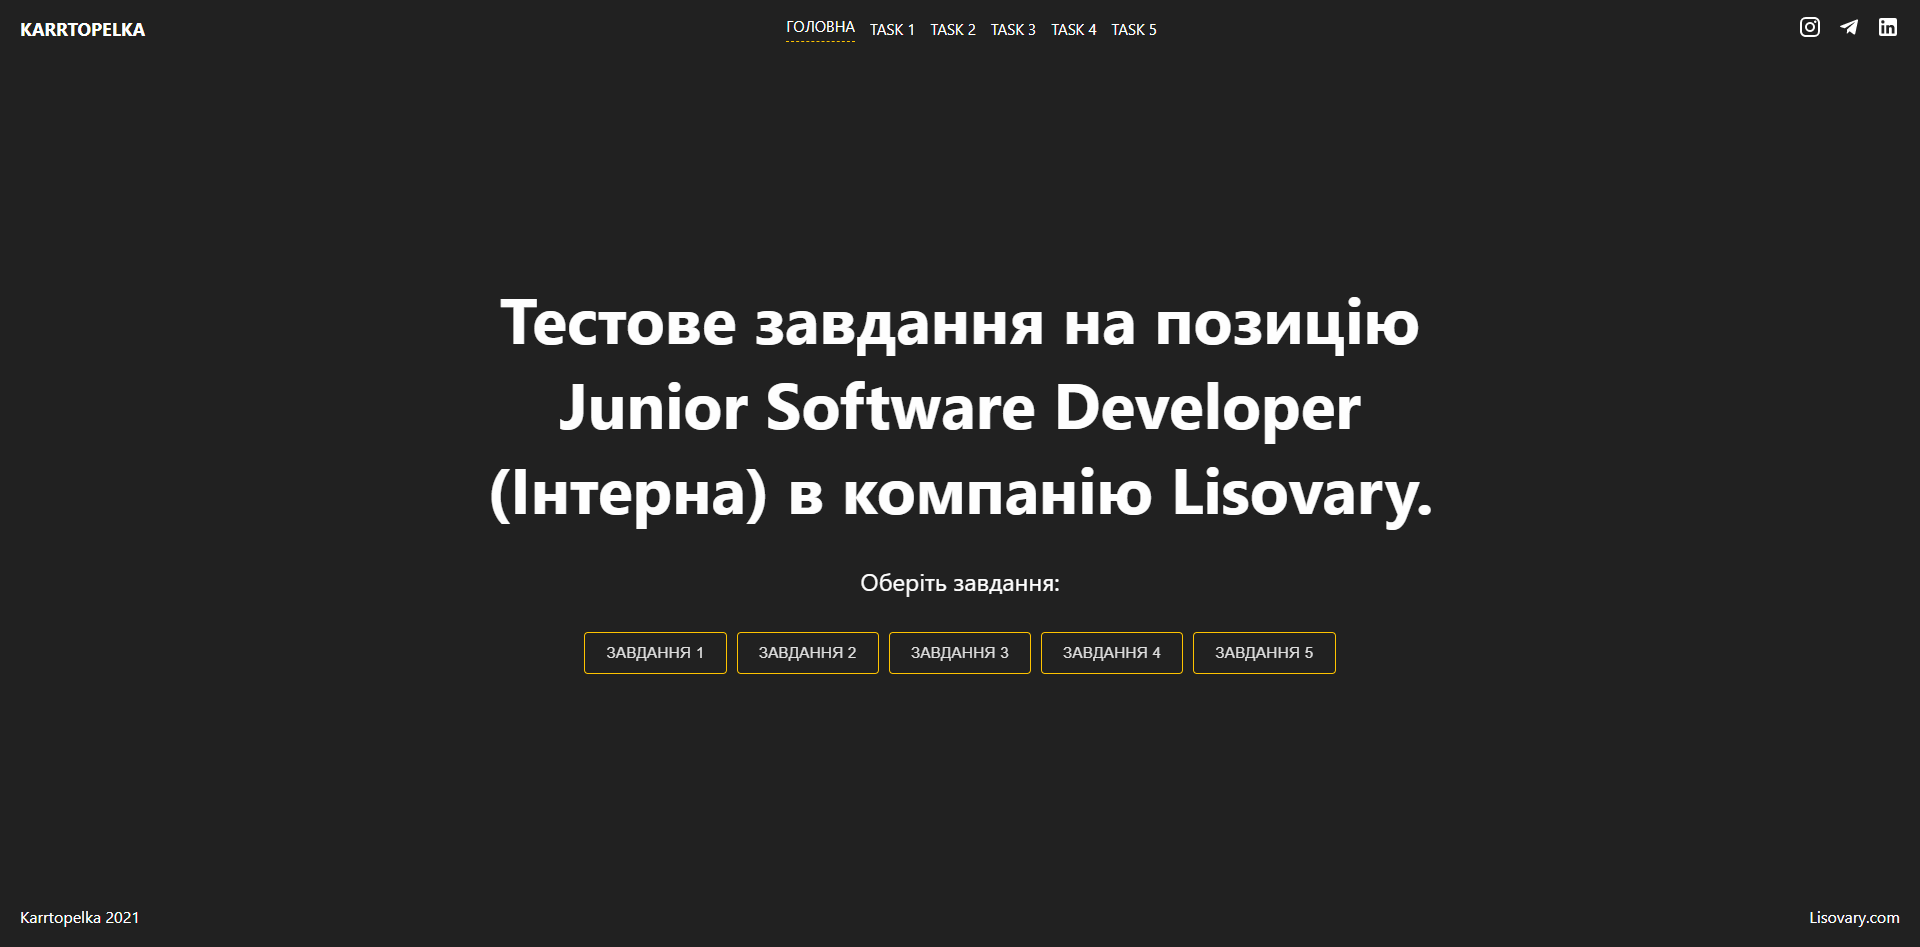 KARRTOPELKA
ГОЛОВНА TASK 1 TASK 2 TASK 3 TASK 4 TASK 5
Тестове завдання на позицію
Junior Software Developer
(Інтерна) в компанію Lisovary.
Оберіть завдання:
ЗАВДАННЯ 1 ЗАВДАННЯ 2 ЗАВДАННЯ 3 ЗАВДАННЯ 4 ЗАВДАННЯ 5
Karrtopelka 2021
Lisovary.com